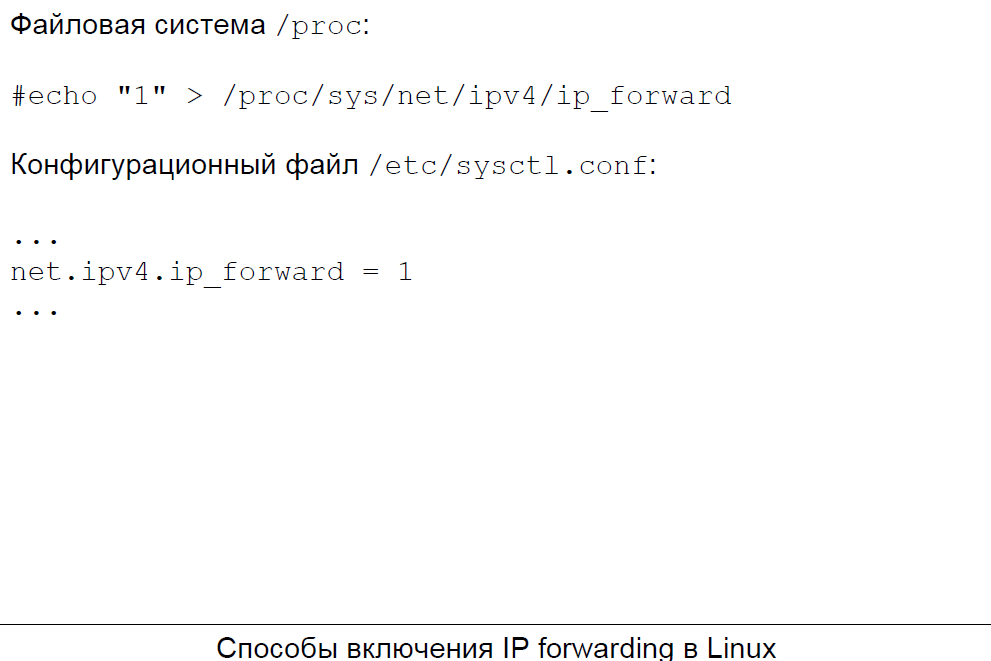 Файловая система /proc:
#echo "1" > /proc/sys/net/ipv4/ip_forward
Конфигурационный файл /etc/sysctl.conf:
...
net.ipv4.ip_forward = 1
...
Способы включения IP forwarding в Linux